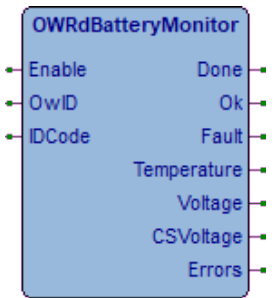 OWRdBatteryMonitor
Enable Done
OwID Ok
IDCode Fault
Temperature
Voltage
CSVoltage
Errors